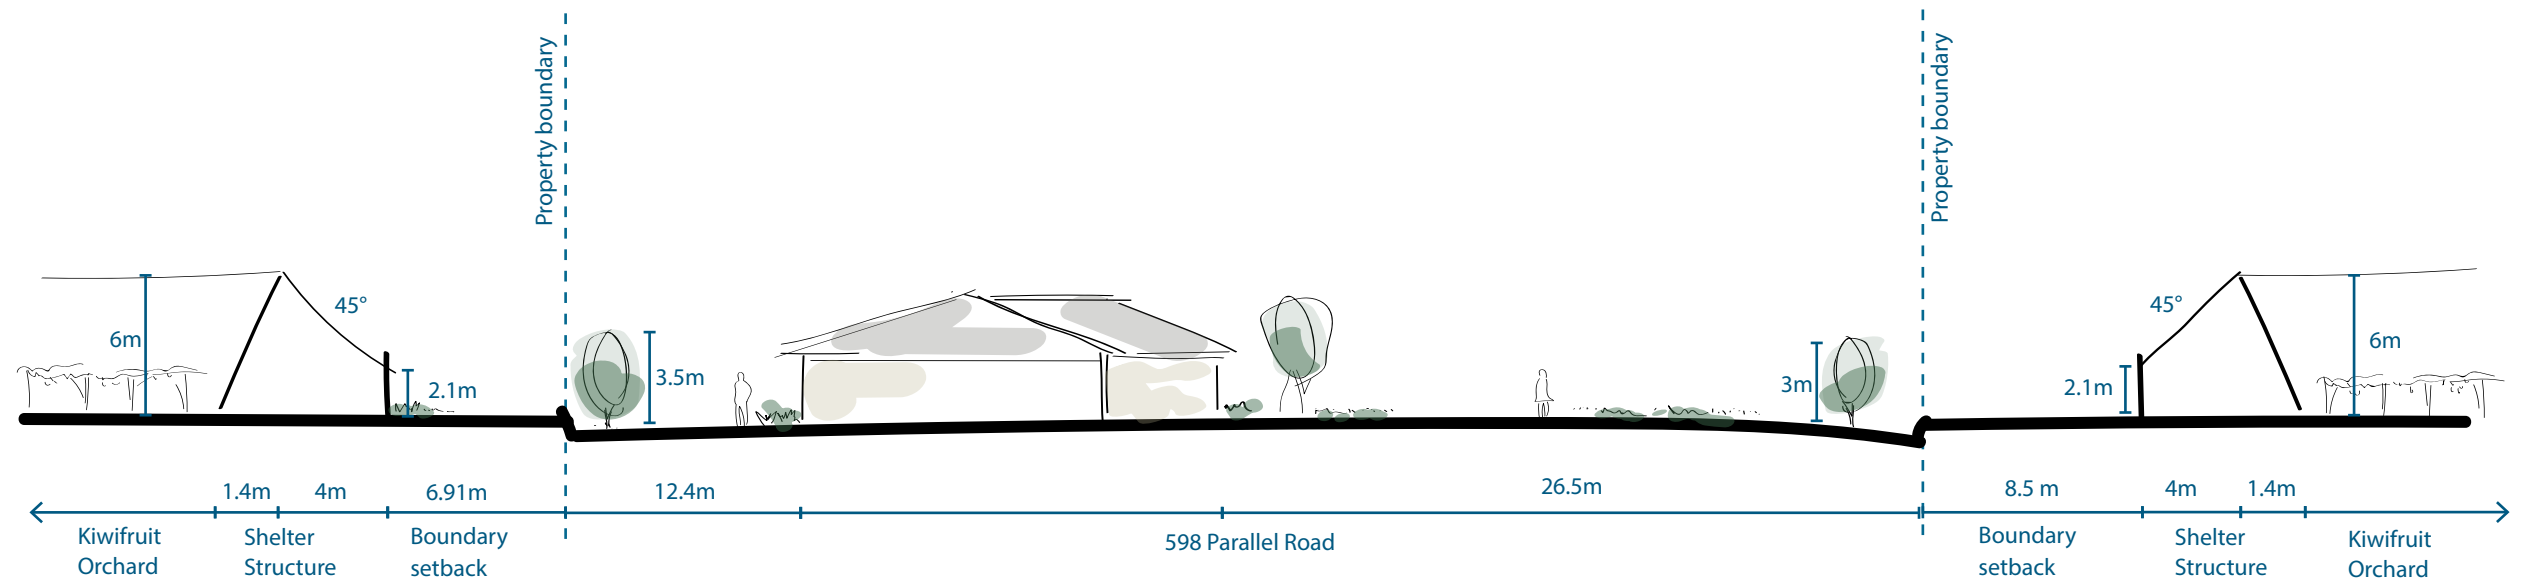 Property boundary
Property boundary
45°
45°
6m
6m
3.5m
3m
2.1m
2.1m
1.4m
4m
6.91m
12.4m
26.5m
8.5 m
4m
1.4m
Kiwifruit
Orchard
Shelter
Structure
Boundary
setback
598 Parallel Road
Boundary
setback
Shelter
Structure
Kiwifruit
Orchard